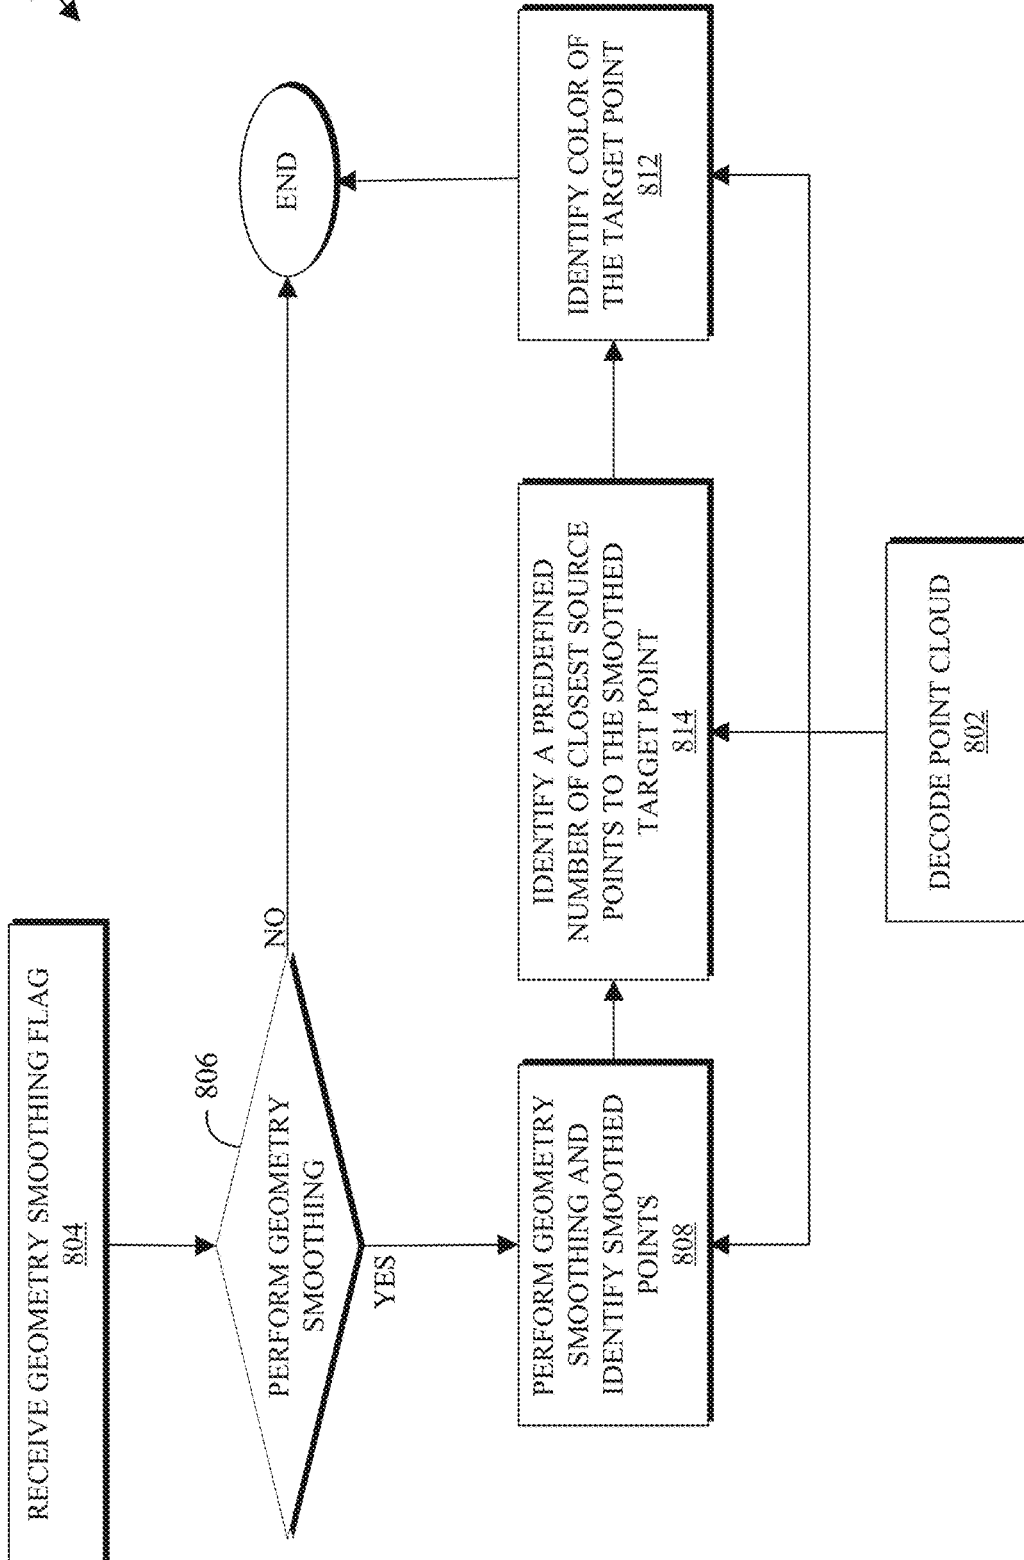 RECEIVE GEOMETRY SMOOTHING FLAG
804
806
PERFORM GEOMETRY
SMOOTHING
NO
YES
END
PERFORM GEOMETRY
SMOOTHING AND
IDENTIFY SMOOTHED
POINTS
808
IDENTIFY A PREDEFINED
NUMBER OF CLOSEST SOURCE
POINTS TO THE SMOOTHED
TARGET POINT
814
IDENTIFY COLOR OF
THE TARGET POINT
812
DECODE POINT CLOUD
802